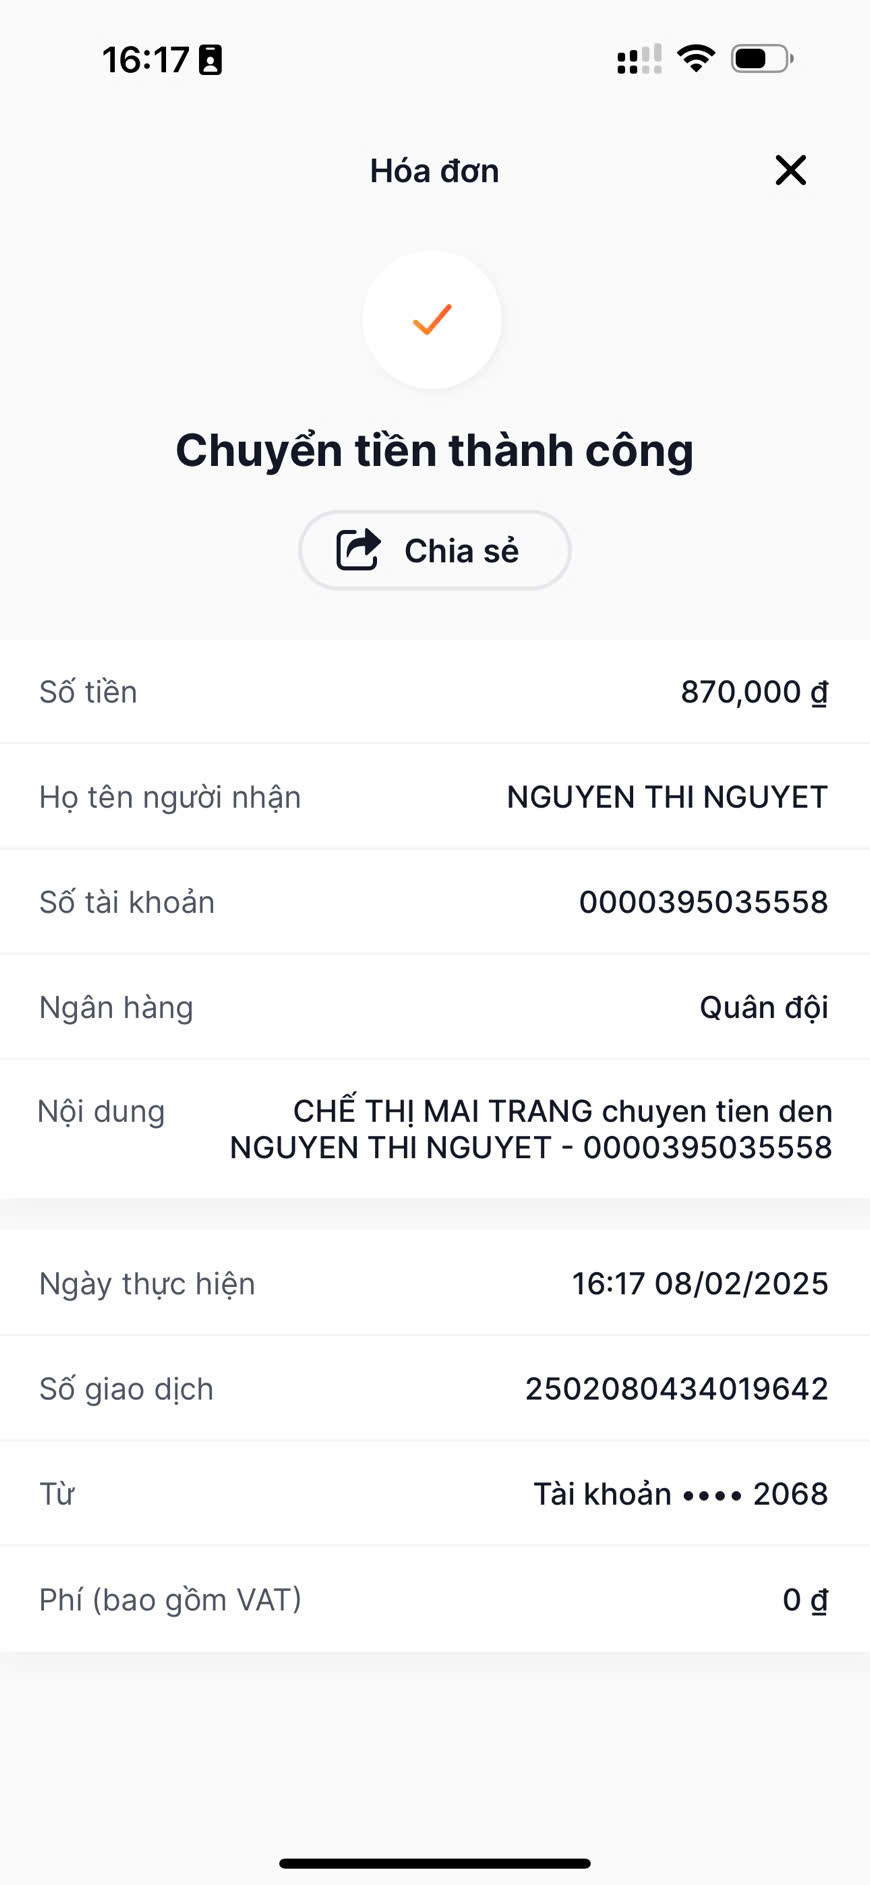 16:17
Hóa đơn
Chuyển tiền thành công
Chia sẻ
Số tiền 870,000 ₫
Họ tên người nhận NGUYEN THI NGUYET
Số tài khoản 0000395035558
Ngân hàng Quân đội
Nội dung CHẾ THỊ MAI TRANG chuyen tien den
NGUYEN THI NGUYET - 0000395035558
Ngày thực hiện 16:17 08/02/2025
Số giao dịch 2502080434019642
Từ Tài khoản •••• 2068
Phí (bao gồm VAT) 0 ₫